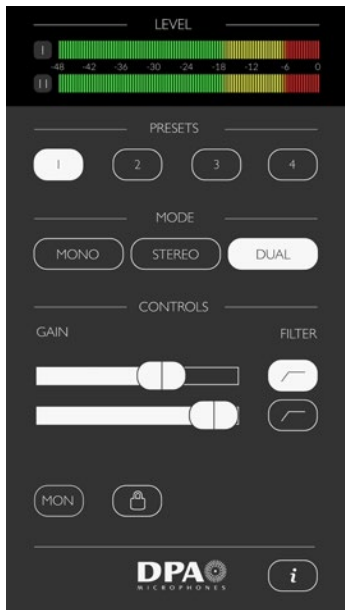 LEVEL
I
-48 -42 -36 -30 -24 -18 -12 -6 0
II
PRESETS
1 2 3 4
MODE
MONO STEREO DUAL
CONTROLS
GAIN FILTER
MON
DPA i
MICROPHONES